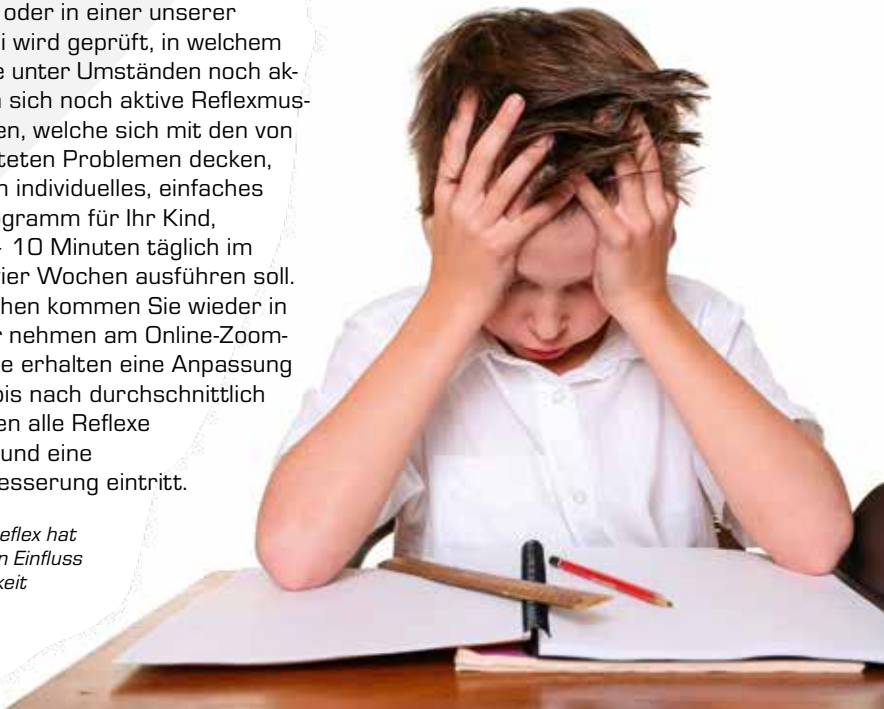 oder in einer unserer
i wird geprüft, in welchem
e unter Umständen noch ak-
n sich noch aktive Reflexmus-
en, welche sich mit den von
teten Problemen decken,
n individuelles, einfaches
gramm für Ihr Kind,
- 10 Minuten täglich im
ier Wochen ausführen soll.
hen kommen Sie wieder in
r nehmen am Online-Zoom-
e erhalten eine Anpassung
bis nach durchschnittlich
en alle Reflexe
und eine
esserung eintritt.
eflex hat
n Einfluss
keit